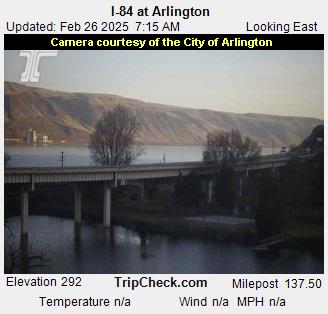 I-84 at Arlington
Updated: Feb 26 2025 7:15 AM Looking East
Camera courtesy of the City of Arlington
Elevation 292 TripCheck.com Milepost 137.50
Temperature n/a Wind n/a MPH n/a